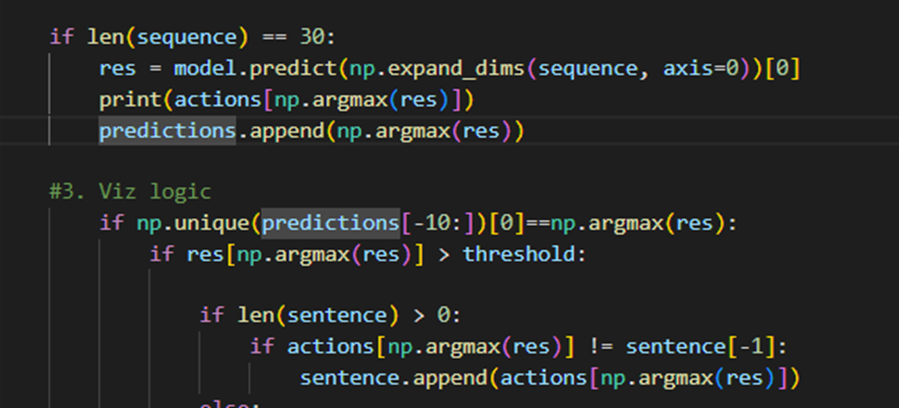 if len(sequence) == 30:
res = model.predict(np.expand_dims(sequence, axis=0))[0]
print(actions[np.argmax(res)])
predictions.append(np.argmax(res))
#3. Viz logic
if np.unique(predictions[-10:])[0]==np.argmax(res):
if res[np.argmax(res)] > threshold:
if len(sentence) > 0:
if actions[np.argmax(res)] != sentence[-1]:
sentence.append(actions[np.argmax(res)])
else: